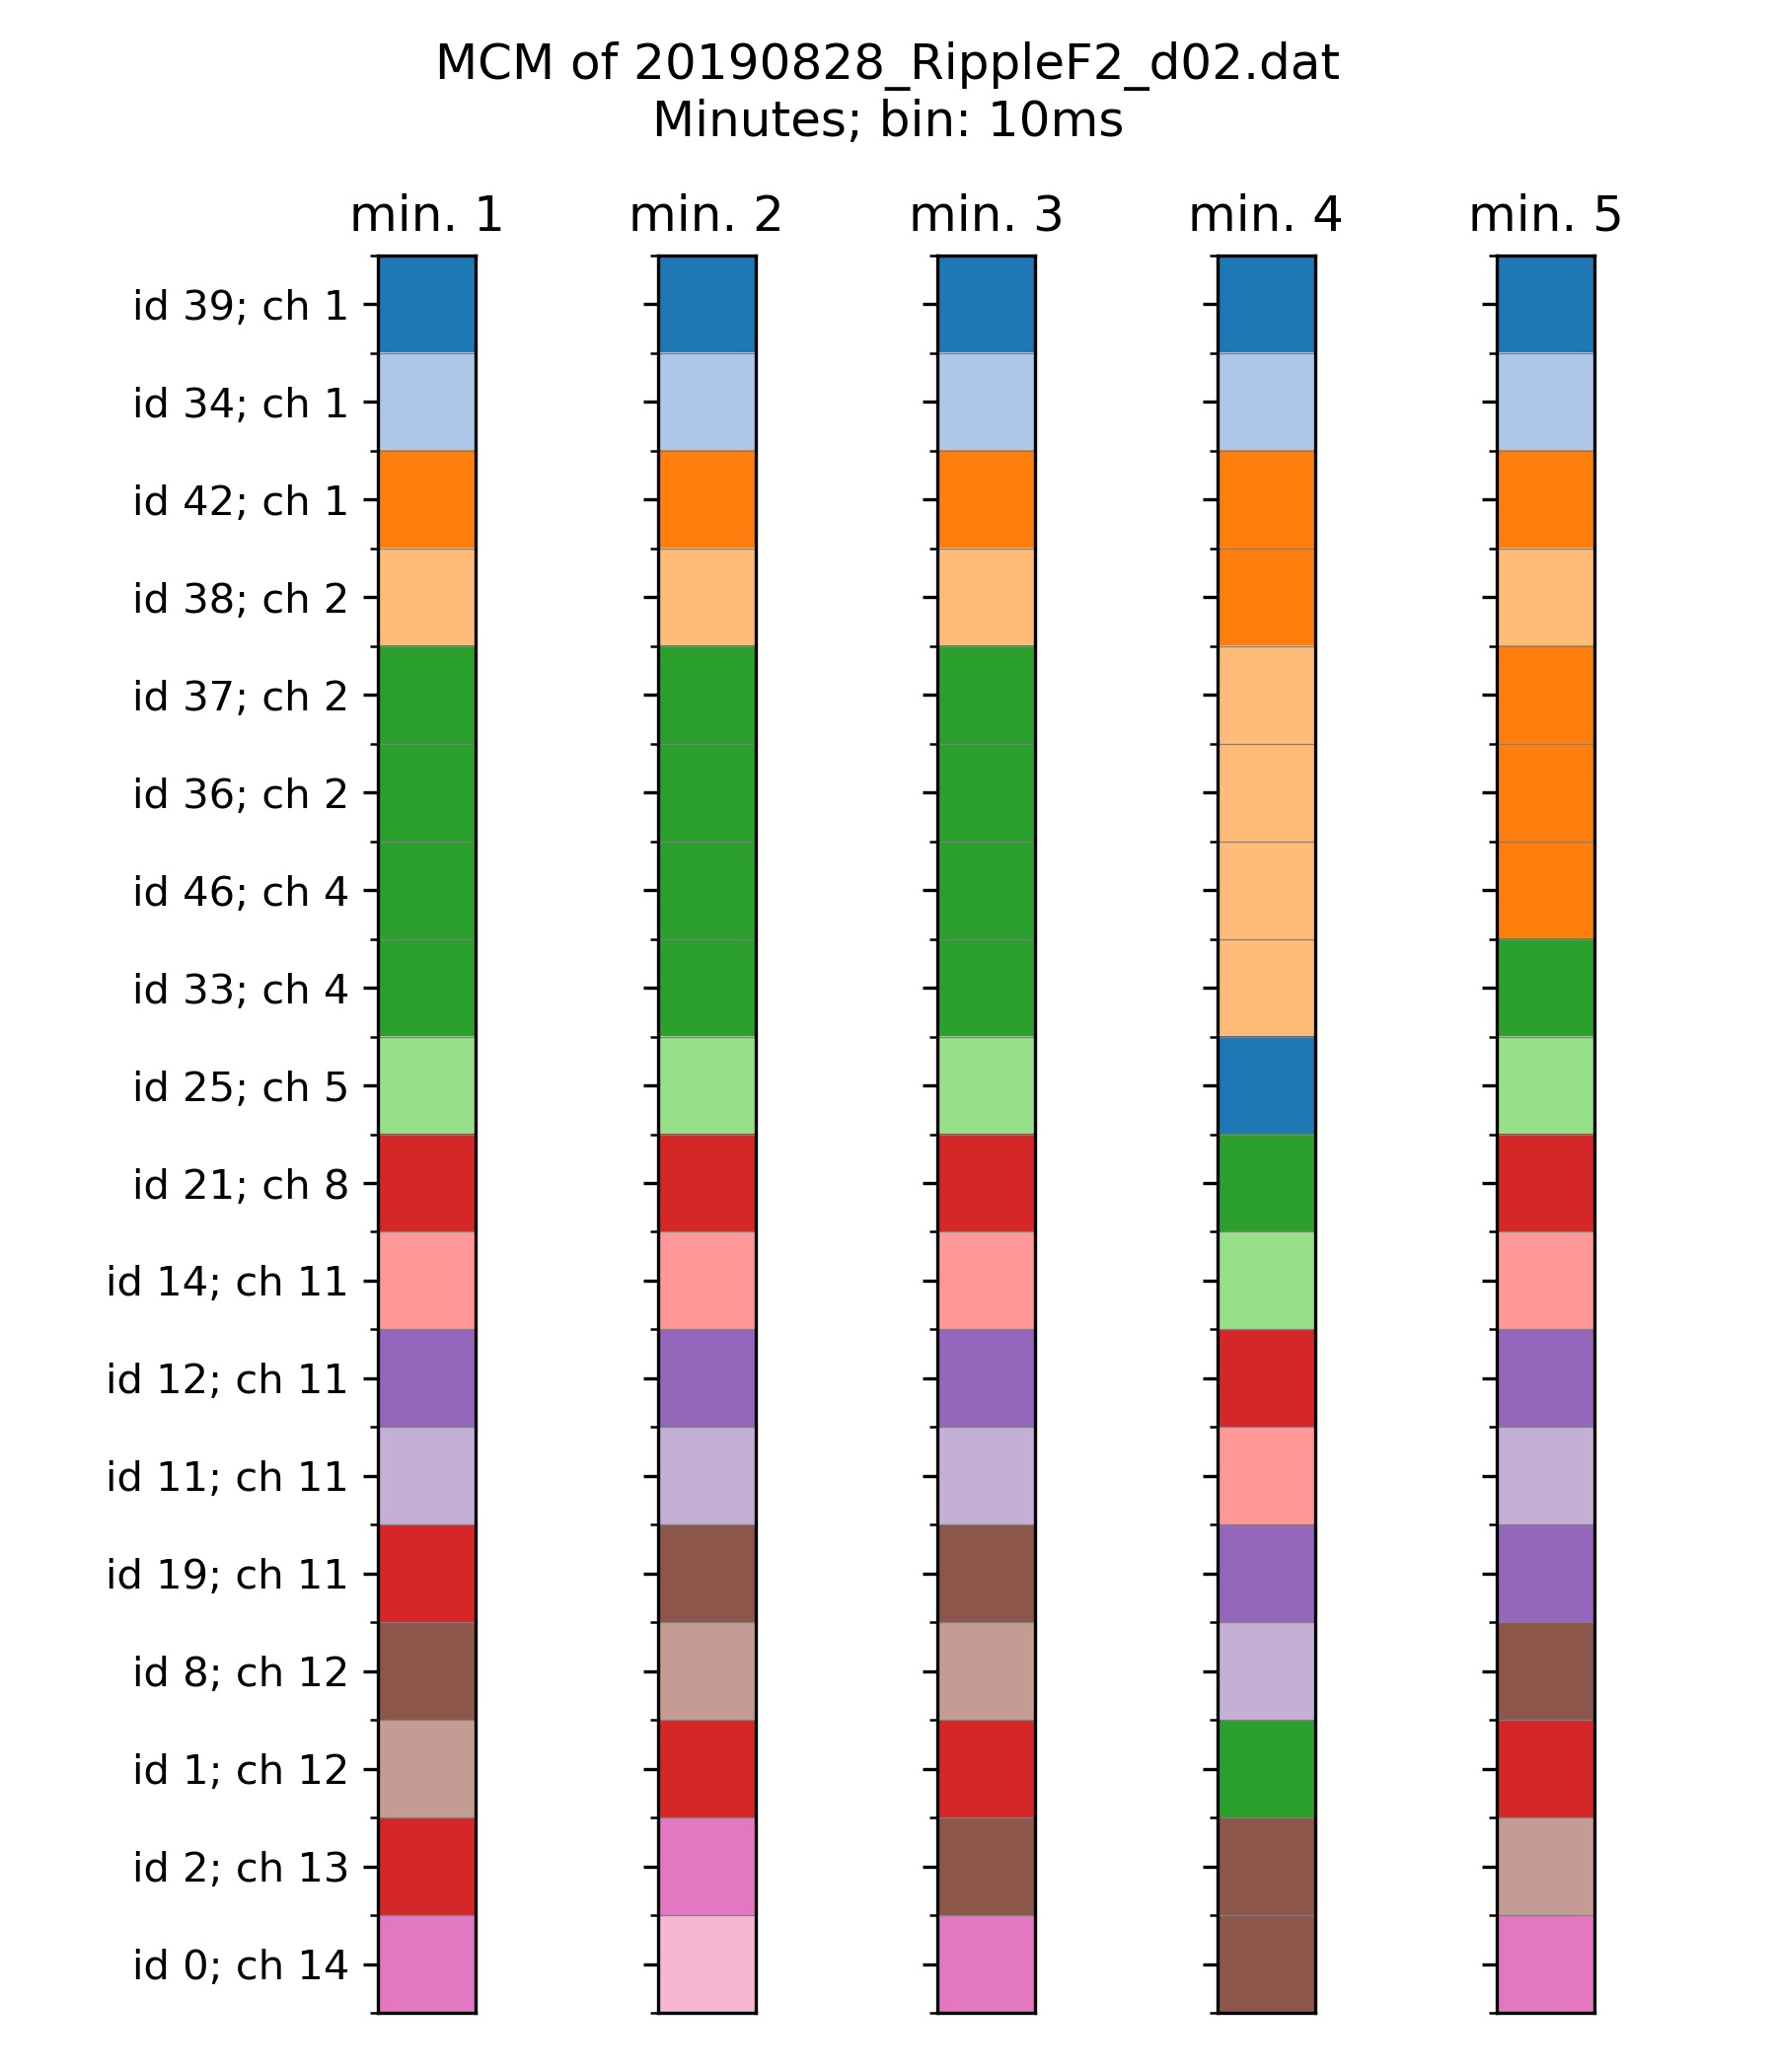 MCM of 20190828_RippleF2_d02.dat
Minutes; bin: 10ms
min. 1 min. 2 min. 3 min. 4 min. 5
id 39; ch 1
id 34; ch 1
id 42; ch 1
id 38; ch 2
id 37; ch 2
id 36; ch 2
id 46; ch 4
id 33; ch 4
id 25; ch 5
id 21; ch 8
id 14; ch 11
id 12; ch 11
id 11; ch 11
id 19; ch 11
id 8; ch 12
id 1; ch 12
id 2; ch 13
id 0; ch 14